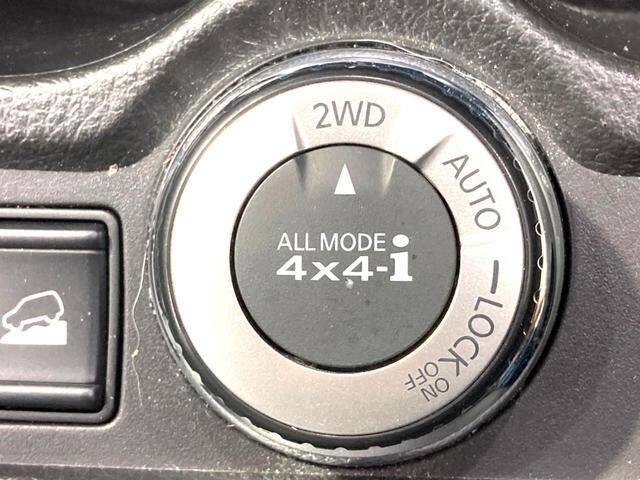 2WD
AUTO
LOCK
ON
OFF
ALL MODE
4x4-i